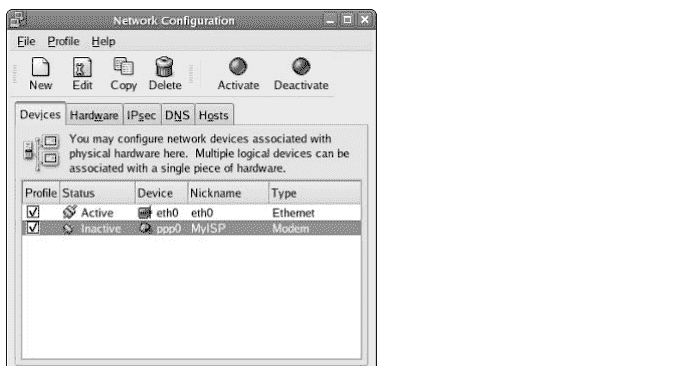 Network Configuration
File Profile Help
New Edit Copy Delete Activate Deactivate
Devices Hardware IPsec DNS Hosts
You may configure network devices associated with
physical hardware here. Multiple logical devices can be
associated with a single piece of hardware.
Profile Status Device Nickname Type
Active eth0 eth0 Ethernet
Inactive ppp0 MyISP Modem